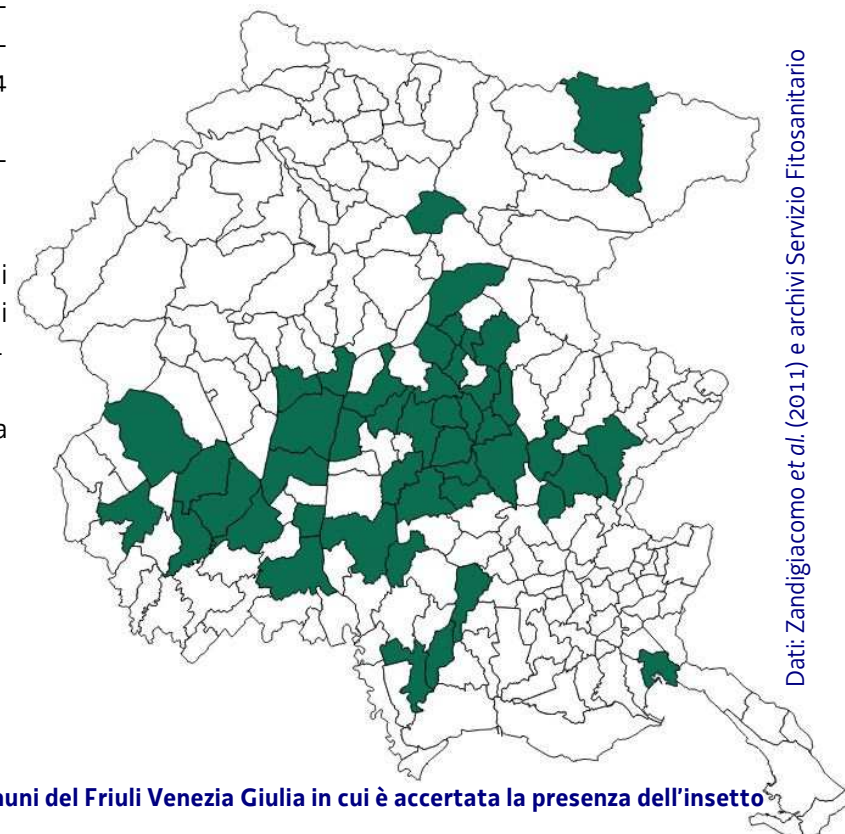 4
i
i
a
Dati: Zandigiacomo et al. (2011) e archivi Servizio Fitosanitario
del Friuli Venezia Giulia in cui è accertata la presenza dell'insetto